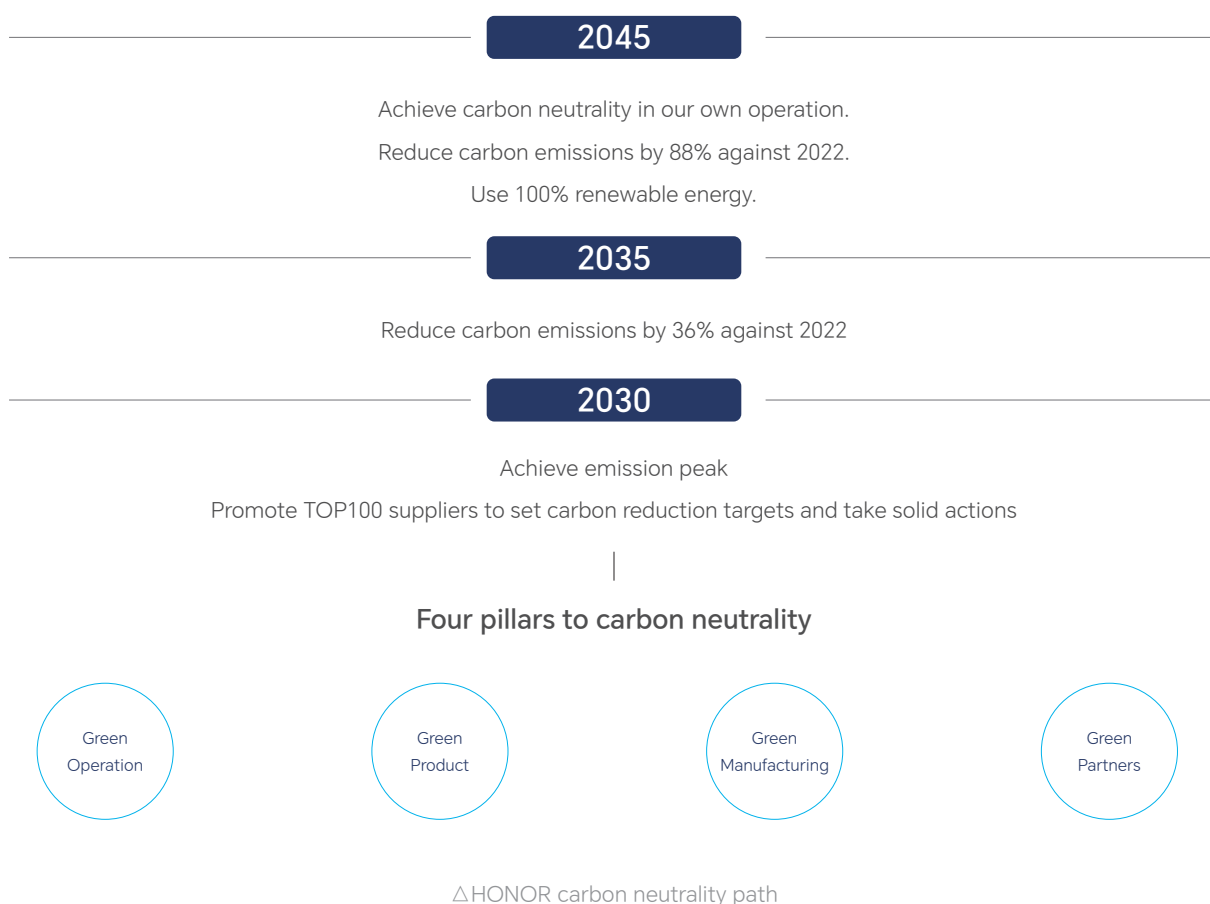 2045
Achieve carbon neutrality in our own operation.
Reduce carbon emissions by 88% against 2022.
Use 100% renewable energy.
2035
Reduce carbon emissions by 36% against 2022
2030
Achieve emission peak
Promote TOP100 suppliers to set carbon reduction targets and take solid actions
Four pillars to carbon neutrality
Green
Operation
Green
Product
Green
Manufacturing
Green
Partners
△HONOR carbon neutrality path